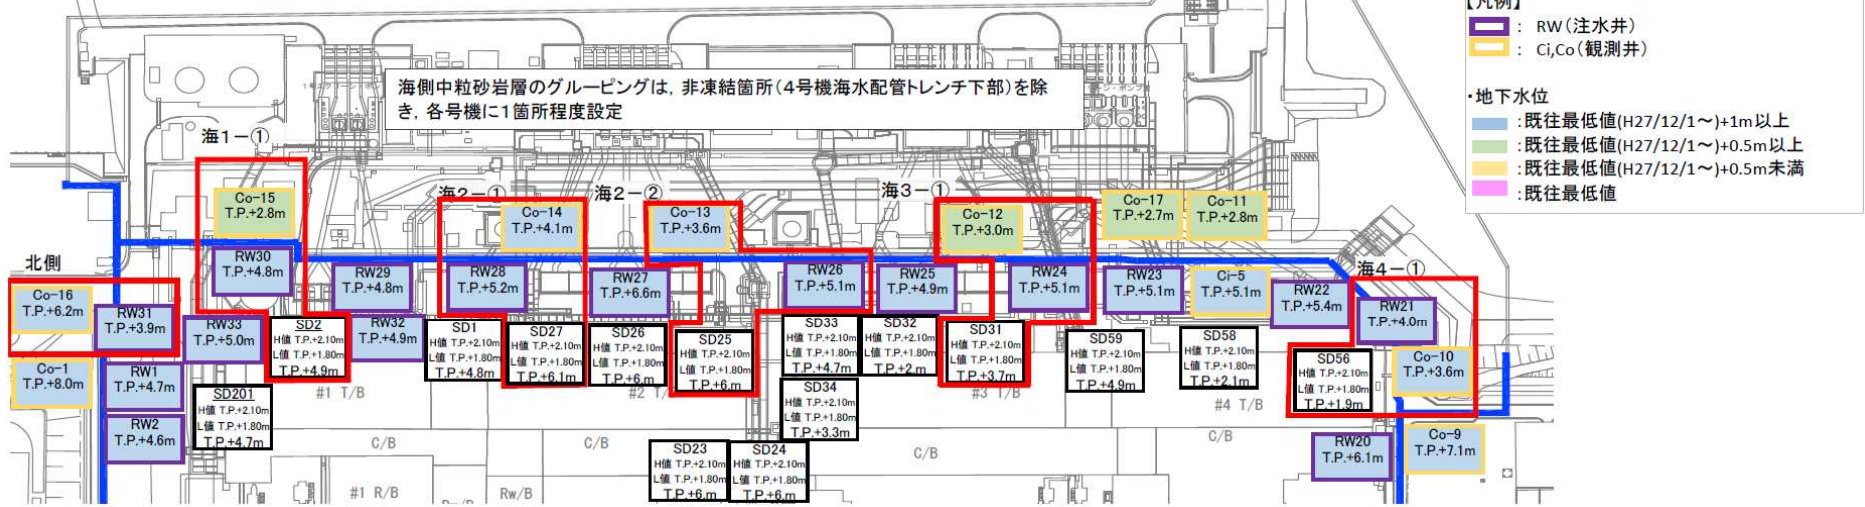 【凡例】
： RW（注水井）
： Ci,Co（観測井）
・地下水位
：既往最低値(H27/12/1～)+1m以上
：既往最低値(H27/12/1～)+0.5m以上
：既往最低値(H27/12/1～)+0.5m未満
：既往最低値
海側中粒砂岩層のグルーピングは，非凍結箇所（4号機海水配管トレンチ下部）を除
き，各号機に1箇所程度設定
海1－①
海2－①
海2－②
海3－①
海4－①
北側
Co-15
T.P.+2.8m
Co-14
T.P.+4.1m
Co-13
T.P.+3.6m
Co-12
T.P.+3.0m
Co-17
T.P.+2.7m
Co-11
T.P.+2.8m
Co-16
T.P.+6.2m
RW31
T.P.+3.9m
RW30
T.P.+4.8m
RW29
T.P.+4.8m
RW28
T.P.+5.2m
RW27
T.P.+6.6m
RW26
T.P.+5.1m
RW25
T.P.+4.9m
RW24
T.P.+5.1m
RW23
T.P.+5.1m
Ci-5
T.P.+5.1m
RW22
T.P.+5.4m
RW21
T.P.+4.0m
RW33
T.P.+5.0m
SD2
H値 T.P.+2.10m
L値 T.P.+1.80m
T.P.+4.9m
RW32
T.P.+4.9m
SD1
H値 T.P.+2.10m
L値 T.P.+1.80m
T.P.+4.8m
SD27
H値 T.P.+2.10m
L値 T.P.+1.80m
T.P.+6.1m
SD26
H値 T.P.+2.10m
L値 T.P.+1.80m
T.P.+6.m
SD25
H値 T.P.+2.10m
L値 T.P.+1.80m
T.P.+6.m
SD33
H値 T.P.+2.10m
L値 T.P.+1.80m
T.P.+4.7m
SD32
H値 T.P.+2.10m
L値 T.P.+1.80m
T.P.+2.m
SD31
H値 T.P.+2.10m
L値 T.P.+1.80m
T.P.+3.7m
SD59
H値 T.P.+2.10m
L値 T.P.+1.80m
T.P.+4.9m
SD58
H値 T.P.+2.10m
L値 T.P.+1.80m
T.P.+2.1m
SD56
H値 T.P.+2.10m
L値 T.P.+1.80m
T.P.+1.9m
Co-10
T.P.+3.6m
Co-1
T.P.+8.0m
RW1
T.P.+4.7m
SD201
H値 T.P.+2.10m
L値 T.P.+1.80m
T.P.+4.7m
SD34
H値 T.P.+2.10m
L値 T.P.+1.80m
T.P.+3.3m
RW2
T.P.+4.6m
#1 T/B
#2 T/
#3 T/B
#4 T/B
C/B
C/B
C/B
C/B
SD23
H値 T.P.+2.10m
L値 T.P.+1.80m
T.P.+6.m
SD24
H値 T.P.+2.10m
L値 T.P.+1.80m
T.P.+6.m
RW20
T.P.+6.1m
Co-9
T.P.+7.1m
#1 R/B
Rw/B